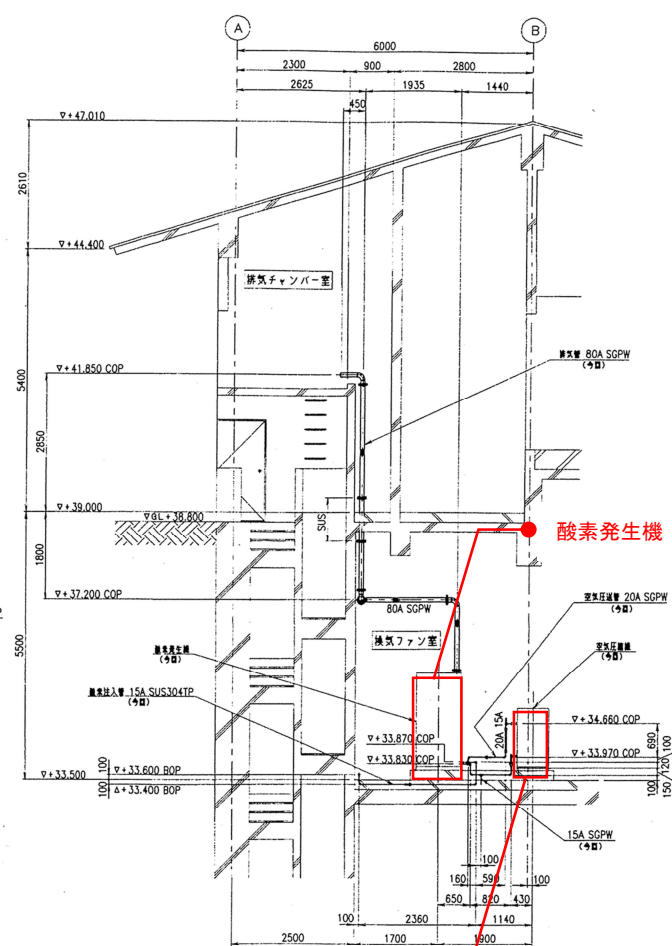 A
B
6000
2300
900
2800
2625
1935
1440
450
▽+47.010
2610
▽+44.400
排気チャンバー室
排気管 80A SGPW
(今回)
▽+41.850 COP
5400
2850
▽+39.000
▽GL+38.800
SUS
酸素発生機
1800
▽+37.200 COP
80A SGPW
空気圧送管 20A SGPW
(今回)
換気ファン室
空気圧縮機
(今回)
酸素発生機
(今回)
5500
酸素注入管 15A SUS304TP
(今回)
20A 15A
▽+34.660 COP
▽+33.870 COP
690
100
▽+33.830 COP
▽+33.970 COP
120
▽+33.500
100
▽+33.600 BOP
100
△+33.400 BOP
100
150
15A SGPW
(今回)
100
160
590
100
650
820
430
100
2360
1140
2500
1700
1900